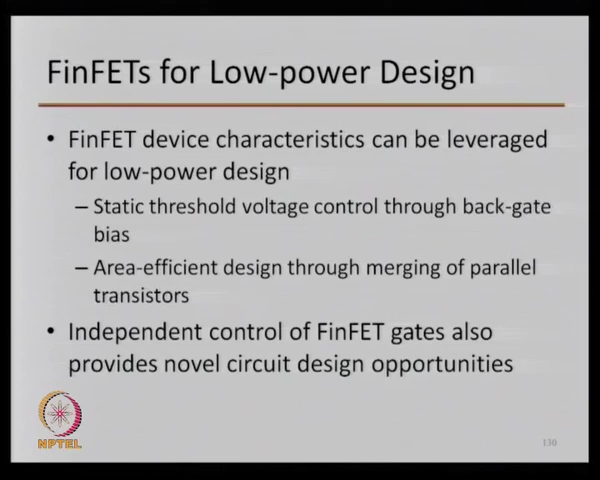 FinFETs for Low-power Design
• FinFET device characteristics can be leveraged
for low-power design
– Static threshold voltage control through back-gate
bias
– Area-efficient design through merging of parallel
transistors
• Independent control of FinFET gates also
provides novel circuit design opportunities
NPTEL
130